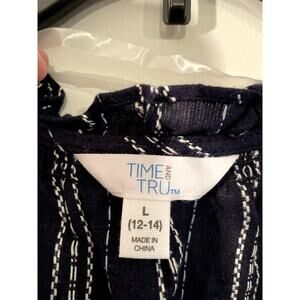 TIME AND
TRU™
L
(12-14)
MADE IN
CHINA